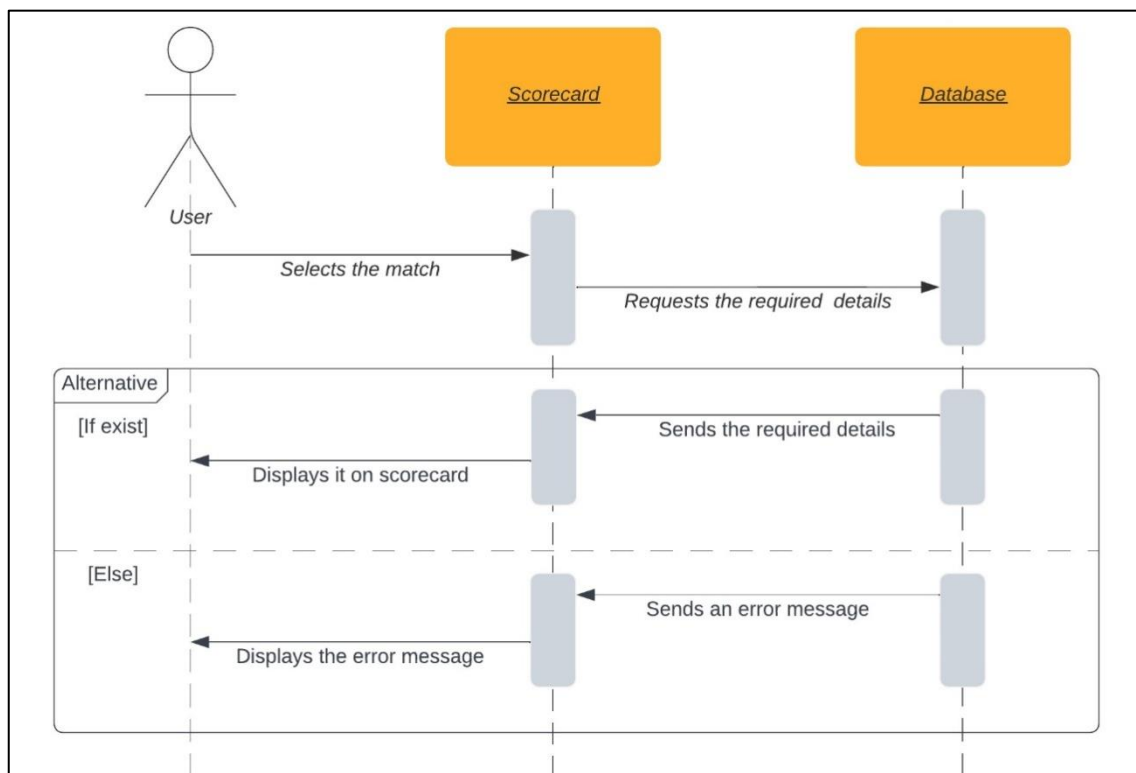 Scorecard
Database
User
Selects the match
Requests the required details
Alternative
[If exist]
Sends the required details
Displays it on scorecard
[Else]
Sends an error message
Displays the error message